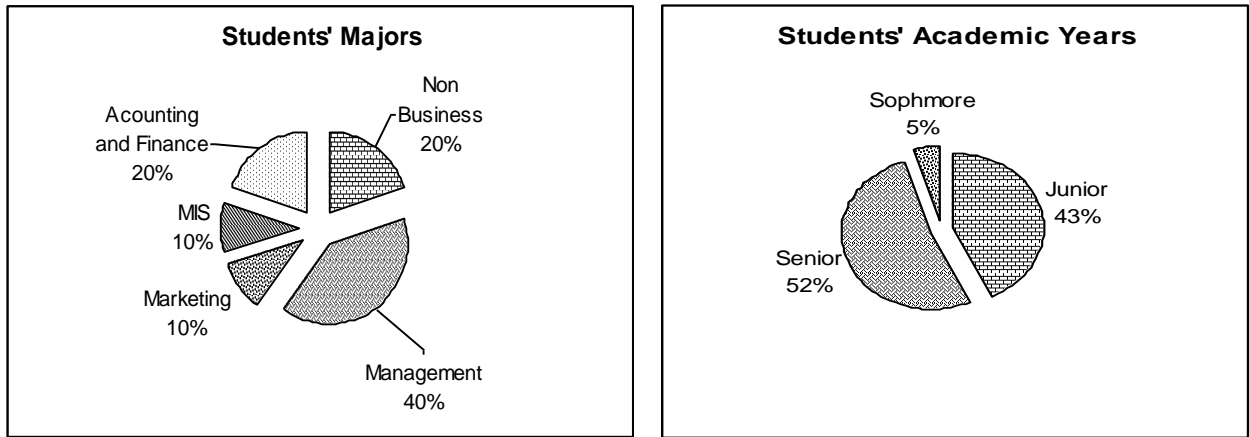 Students' Majors
Non
Business
20%
Acounting
and Finance
20%
MIS
10%
Marketing
10%
Management
40%
Students' Academic Years
Sophmore
5%
Junior
43%
Senior
52%